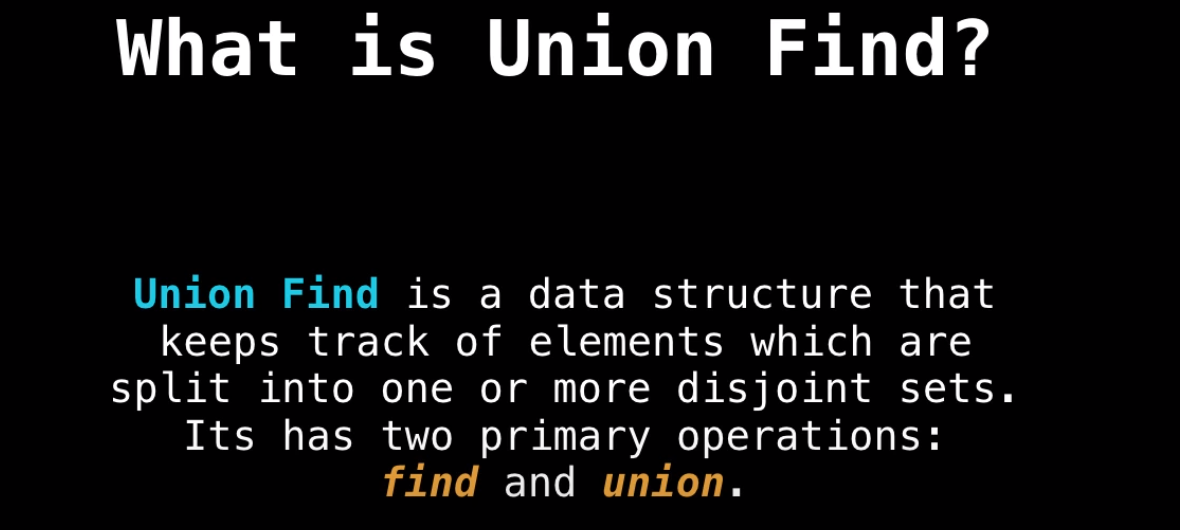 What is Union Find?
Union Find is a data structure that
keeps track of elements which are
split into one or more disjoint sets.
Its has two primary operations:
find and union.